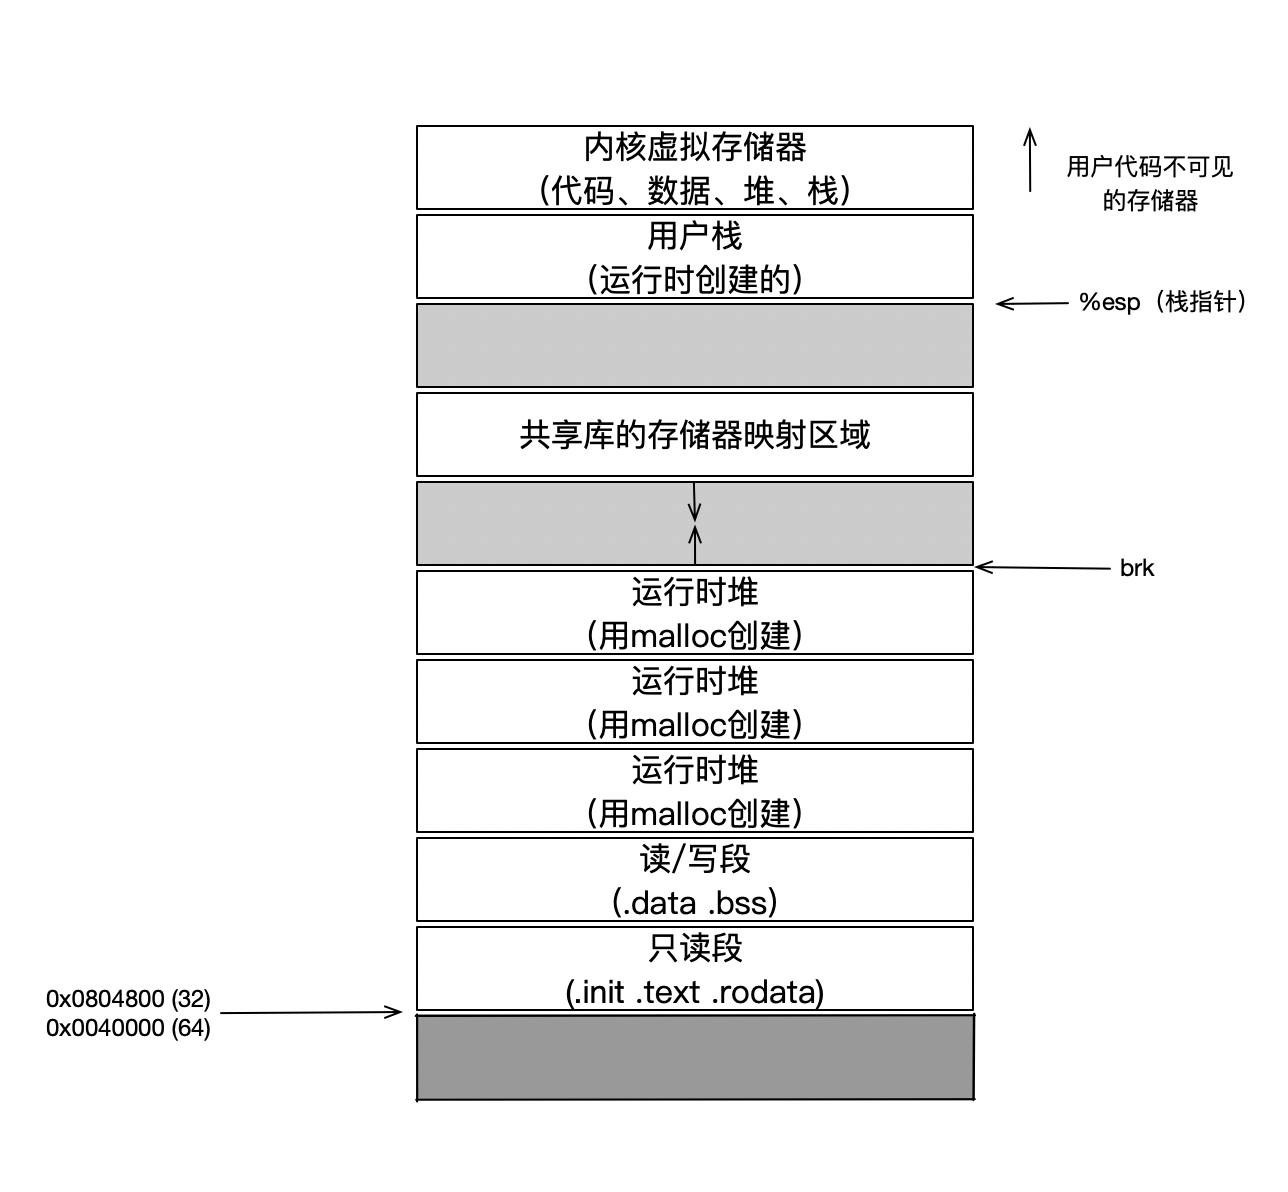 内核虚拟存储器
(代码、数据、堆、栈)
用户代码不可见
的存储器
用户栈
(运行时创建的)
%esp（栈指针）
共享库的存储器映射区域
brk
运行时堆
(用malloc创建)
运行时堆
(用malloc创建)
运行时堆
(用malloc创建)
读/写段
(.data .bss)
只读段
(.init .text .rodata)
0x0804800 (32)
0x0040000 (64)